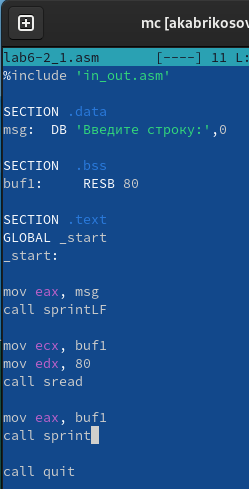 mc [akabrikosov
lab6-2_1.asm [----] 11 L:
%include 'in_out.asm'
SECTION .data
msg: DB 'Введите строку:',0
SECTION .bss
buf1: RESB 80
SECTION .text
GLOBAL _start
_start:
mov eax, msg
call sprintLF
mov ecx, buf1
mov edx, 80
call sread
mov eax, buf1
call sprint
call quit